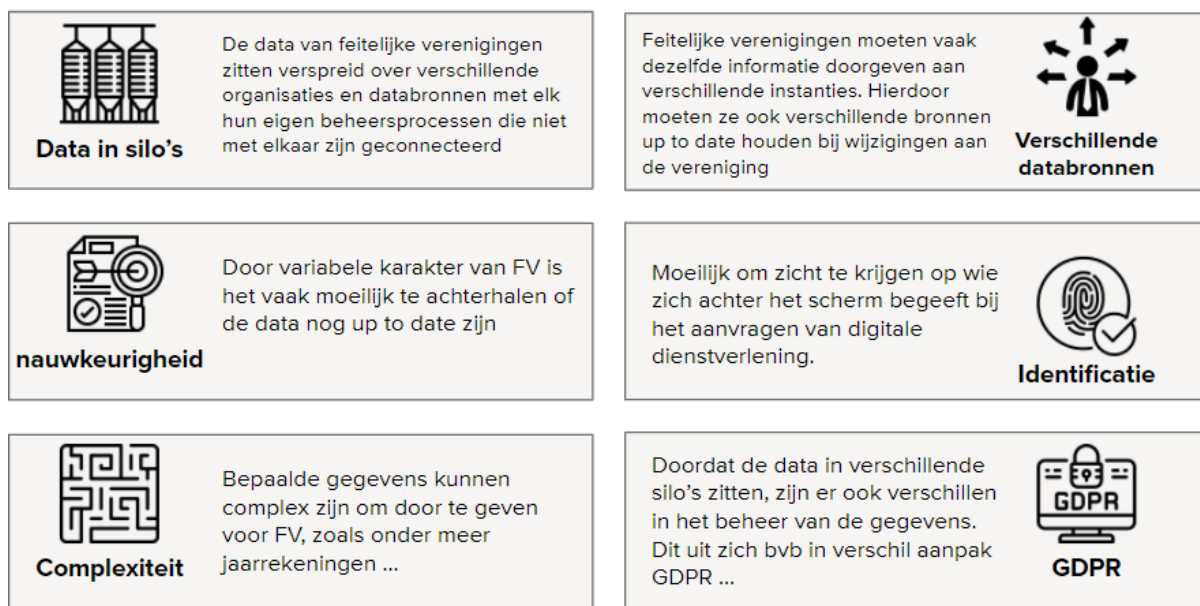 De data van feitelijke verenigingen
zitten verspreid over verschillende
organisaties en databronnen met elk
hun eigen beheersprocessen die niet
met elkaar zijn geconnecteerd
Data in silo's
Feitelijke verenigingen moeten vaak
dezelfde informatie doorgeven aan
verschillende instanties. Hierdoor
moeten ze ook verschillende bronnen
up to date houden bij wijzigingen aan
de vereniging
Verschillende
databronnen
Door variabele karakter van FV is
het vaak moeilijk te achterhalen of
de data nog up to date zijn
nauwkeurigheid
Moeilijk om zicht te krijgen op wie
zich achter het scherm begeeft bij
het aanvragen van digitale
dienstverlening.
Identificatie
Bepaalde gegevens kunnen
complex zijn om door te geven
voor FV, zoals onder meer
jaarrekeningen ...
Complexiteit
Doordat de data in verschillende
silo's zitten, zijn er ook verschillen
in het beheer van de gegevens.
Dit uit zich bvb in verschil aanpak
GDPR ...
GDPR
GDPR